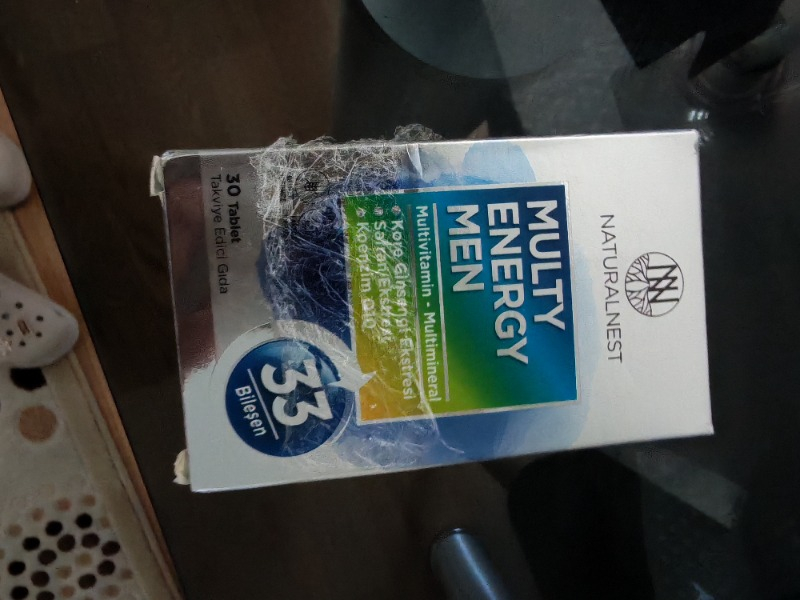 NATURALNEST
MULTY
ENERGY
MEN
Multivitamin - Multimineral
Kore Ginsengi Ekstresi
Safran Ekstresi
Koenzim Q10
33
Bileşen
30 Tablet
Takviye Edici Gıda